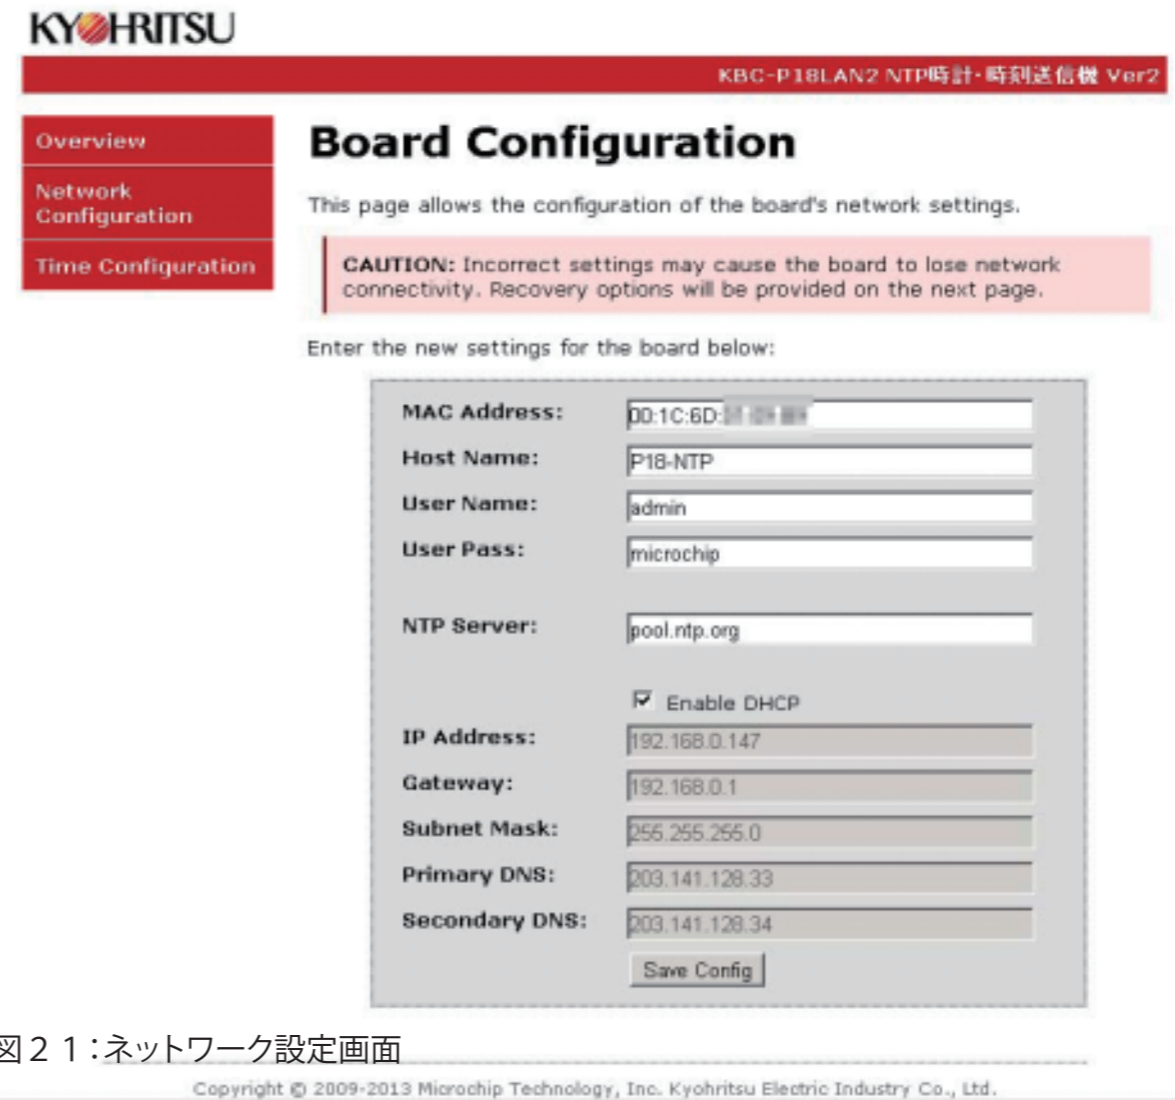 KYOHRITSU
KBC-P18LAN2 NTP時計・時刻送信機 Ver2
Overview
Network
Configuration
Time Configuration
Board Configuration
This page allows the configuration of the board's network settings.
CAUTION: Incorrect settings may cause the board to lose network
connectivity. Recovery options will be provided on the next page.
Enter the new settings for the board below:
MAC Address: 00:1C:6D:
Host Name: P18-NTP
User Name: admin
User Pass: microchip
NTP Server: pool.ntp.org
Enable DHCP
IP Address: 192.168.0.147
Gateway: 192.168.0.1
Subnet Mask: 255.255.255.0
Primary DNS: 203.141.128.33
Secondary DNS: 203.141.128.34
Save Config
図21:ネットワーク設定画面
Copyright © 2009-2013 Microchip Technology, Inc. Kyohritsu Electric Industry Co., Ltd.